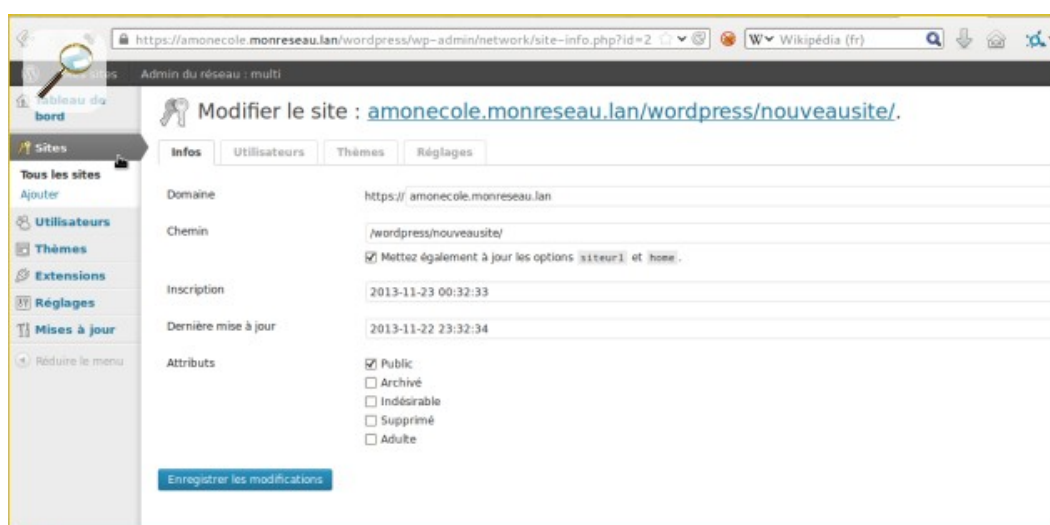 https://amonecole.monreseau.lan/wordpress/wp-admin/network/site-info.php?id=2
Wikipédia (fr)
sites
Admin du réseau : multi
Tableau de bord
Modifier le site : amonecole.monreseau.lan/wordpress/nouveausite/.
Sites
Infos
Utilisateurs
Thèmes
Réglages
Tous les sites
Ajouter
Domaine
https:// amonecole.monreseau.lan
Utilisateurs
Chemin
/wordpress/nouveausite/
Thèmes
Mettez également à jour les options siteurl et home .
Extensions
Inscription
2013-11-23 00:32:33
Réglages
Mises à jour
Dernière mise à jour
2013-11-22 23:32:34
Réduire le menu
Attributs
Public
Archivé
Indésirable
Supprimé
Adulte
Enregistrer les modifications